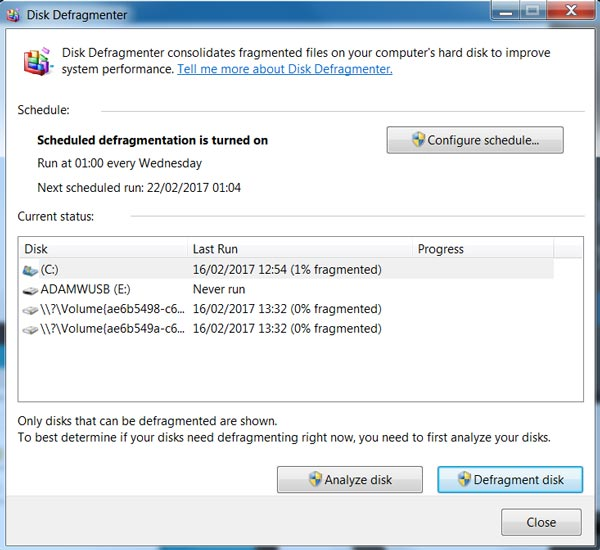 Disk Defragmenter
Disk Defragmenter consolidates fragmented files on your computer's hard disk to improve
system performance. Tell me more about Disk Defragmenter.
Schedule:
Scheduled defragmentation is turned on
Configure schedule...
Run at 01:00 every Wednesday
Next scheduled run: 22/02/2017 01:04
Current status:
Disk Last Run Progress
(C:) 16/02/2017 12:54 (1% fragmented)
ADAMWUSB (E:) Never run
\\?\Volume{ae6b5498-c6... 16/02/2017 13:32 (0% fragmented)
\\?\Volume{ae6b549a-c6... 16/02/2017 13:32 (0% fragmented)
Only disks that can be defragmented are shown.
To best determine if your disks need defragmenting right now, you need to first analyze your disks.
Analyze disk Defragment disk
Close